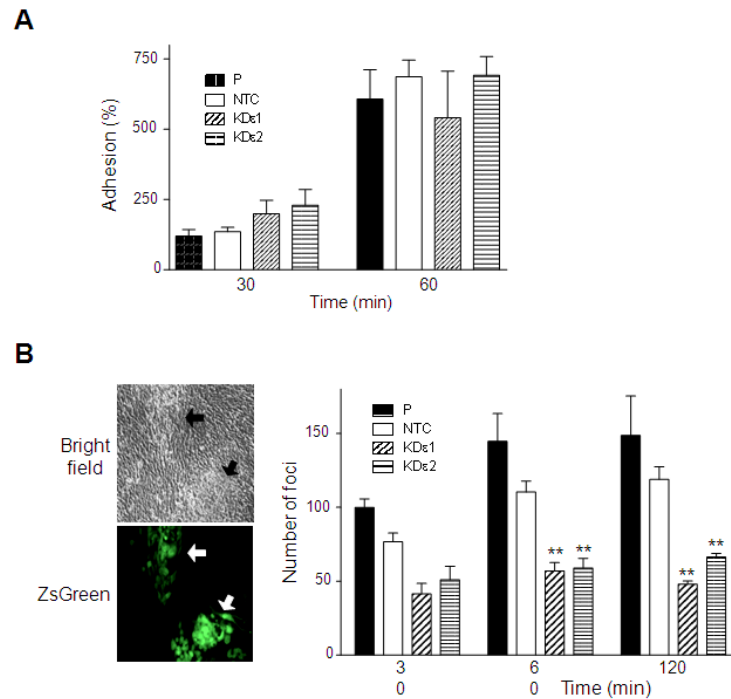 A
Adhesion (%)
750
500
250
0
P
NTC
KDε1
KDε2
30
60
Time (min)
B
Bright
field
ZsGreen
Number of foci
150
100
50
0
P
NTC
KDε1
KDε2
** **
** **
3
0
6
0
120
Time (min)